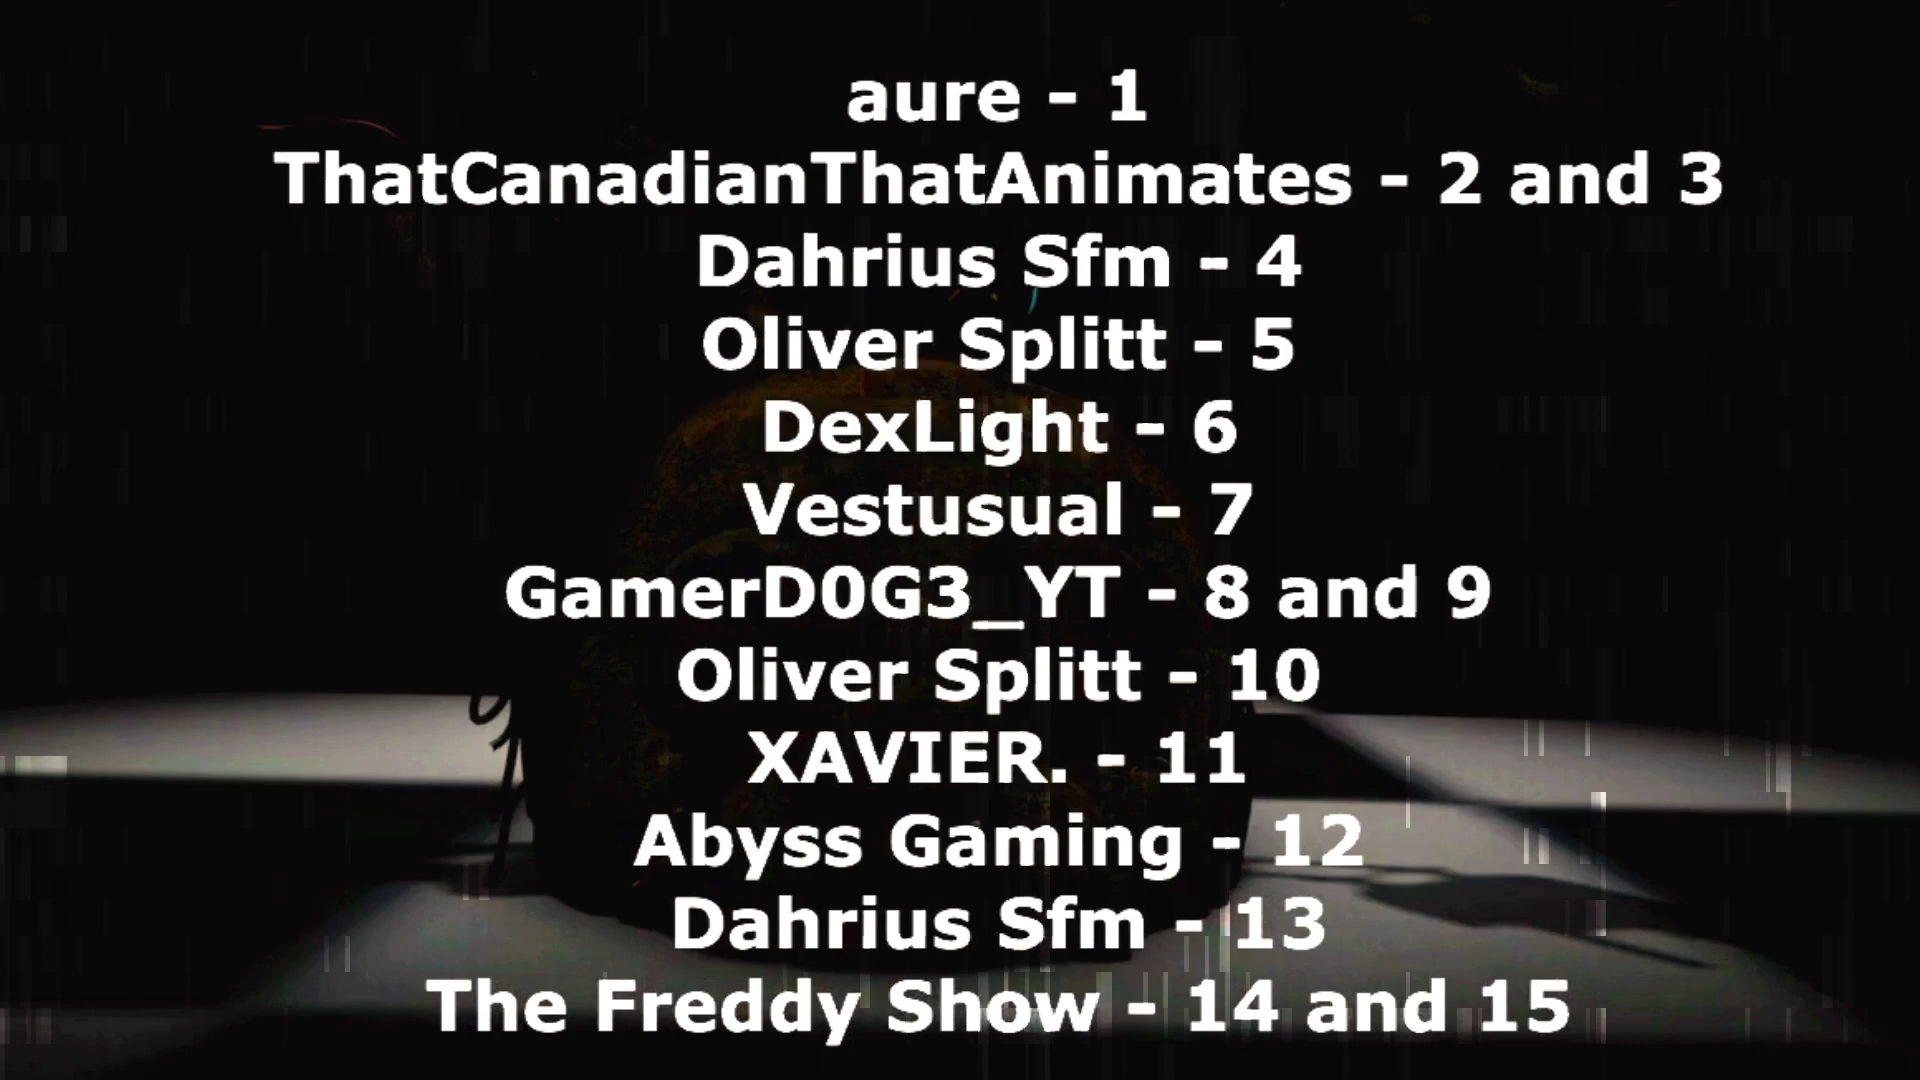 aure - 1
ThatCanadianThatAnimates - 2 and 3
Dahrius Sfm - 4
Oliver Splitt - 5
DexLight - 6
Vestusual - 7
GamerD0G3_YT - 8 and 9
Oliver Splitt - 10
XAVIER. - 11
Abyss Gaming - 12
Dahrius Sfm - 13
The Freddy Show - 14 and 15